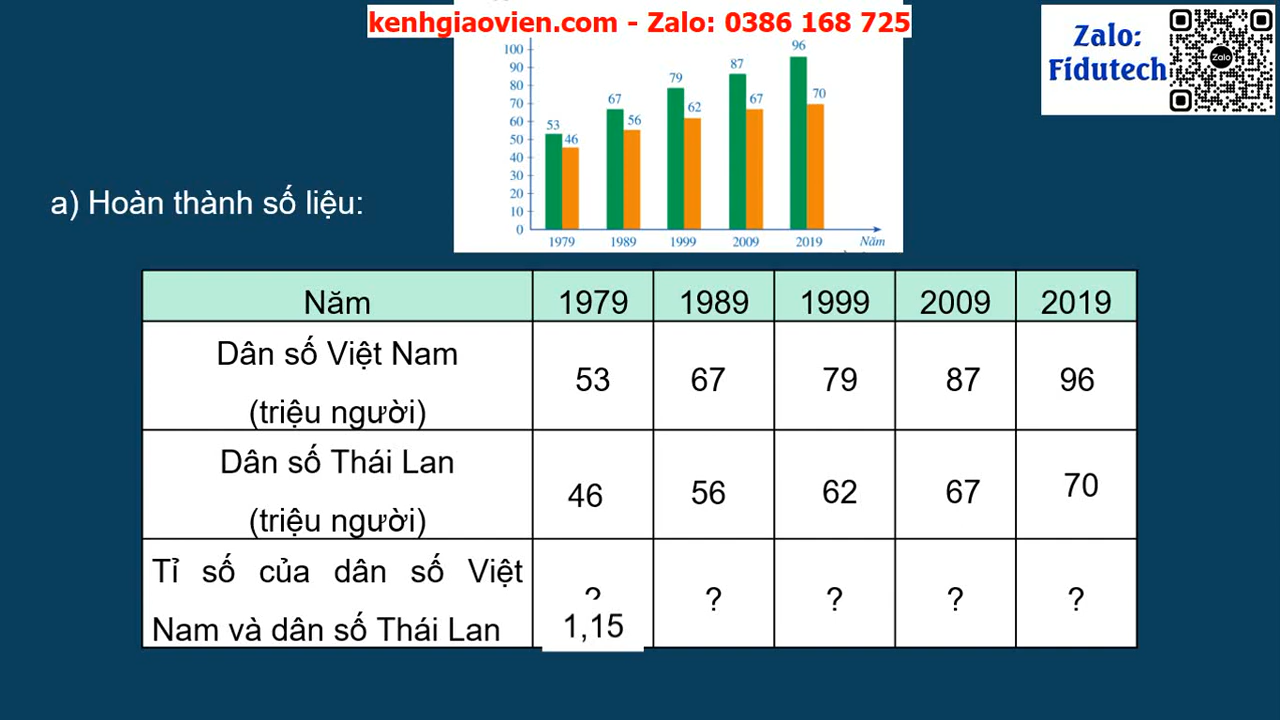 kenhgiaovien.com - Zalo: 0386 168 725
Zalo:
Fidutech
Zalo
100
90
80
70
60
50
40
30
20
10
0
53
46
67
56
79
62
87
67
96
70
1979
1989
1999
2009
2019
Năm
a) Hoàn thành số liệu:
Năm 1979 1989 1999 2009 2019
Dân số Việt Nam
(triệu người)
53 67 79 87 96
Dân số Thái Lan
(triệu người)
46 56 62 67 70
Tỉ số của dân số Việt
Nam và dân số Thái Lan
? ? ? ? ?
1,15